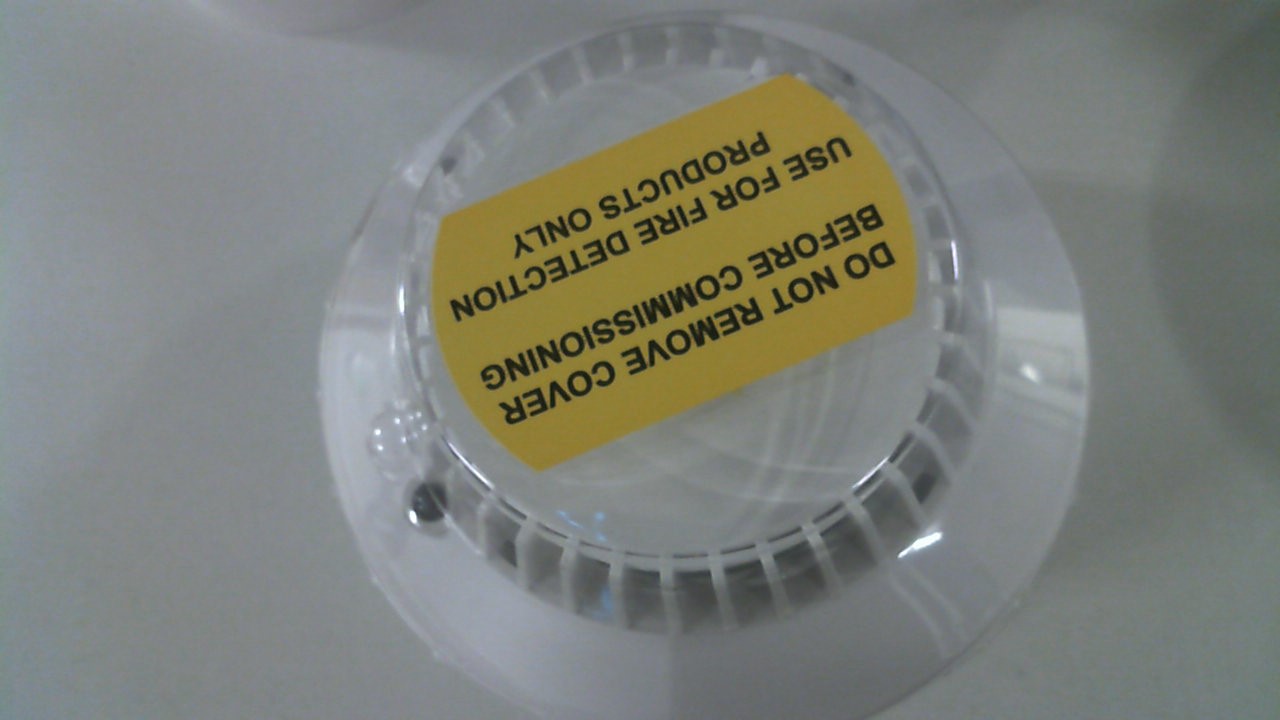 DO NOT REMOVE COVER
BEFORE COMMISSIONING
USE FOR FIRE DETECTION
PRODUCTS ONLY